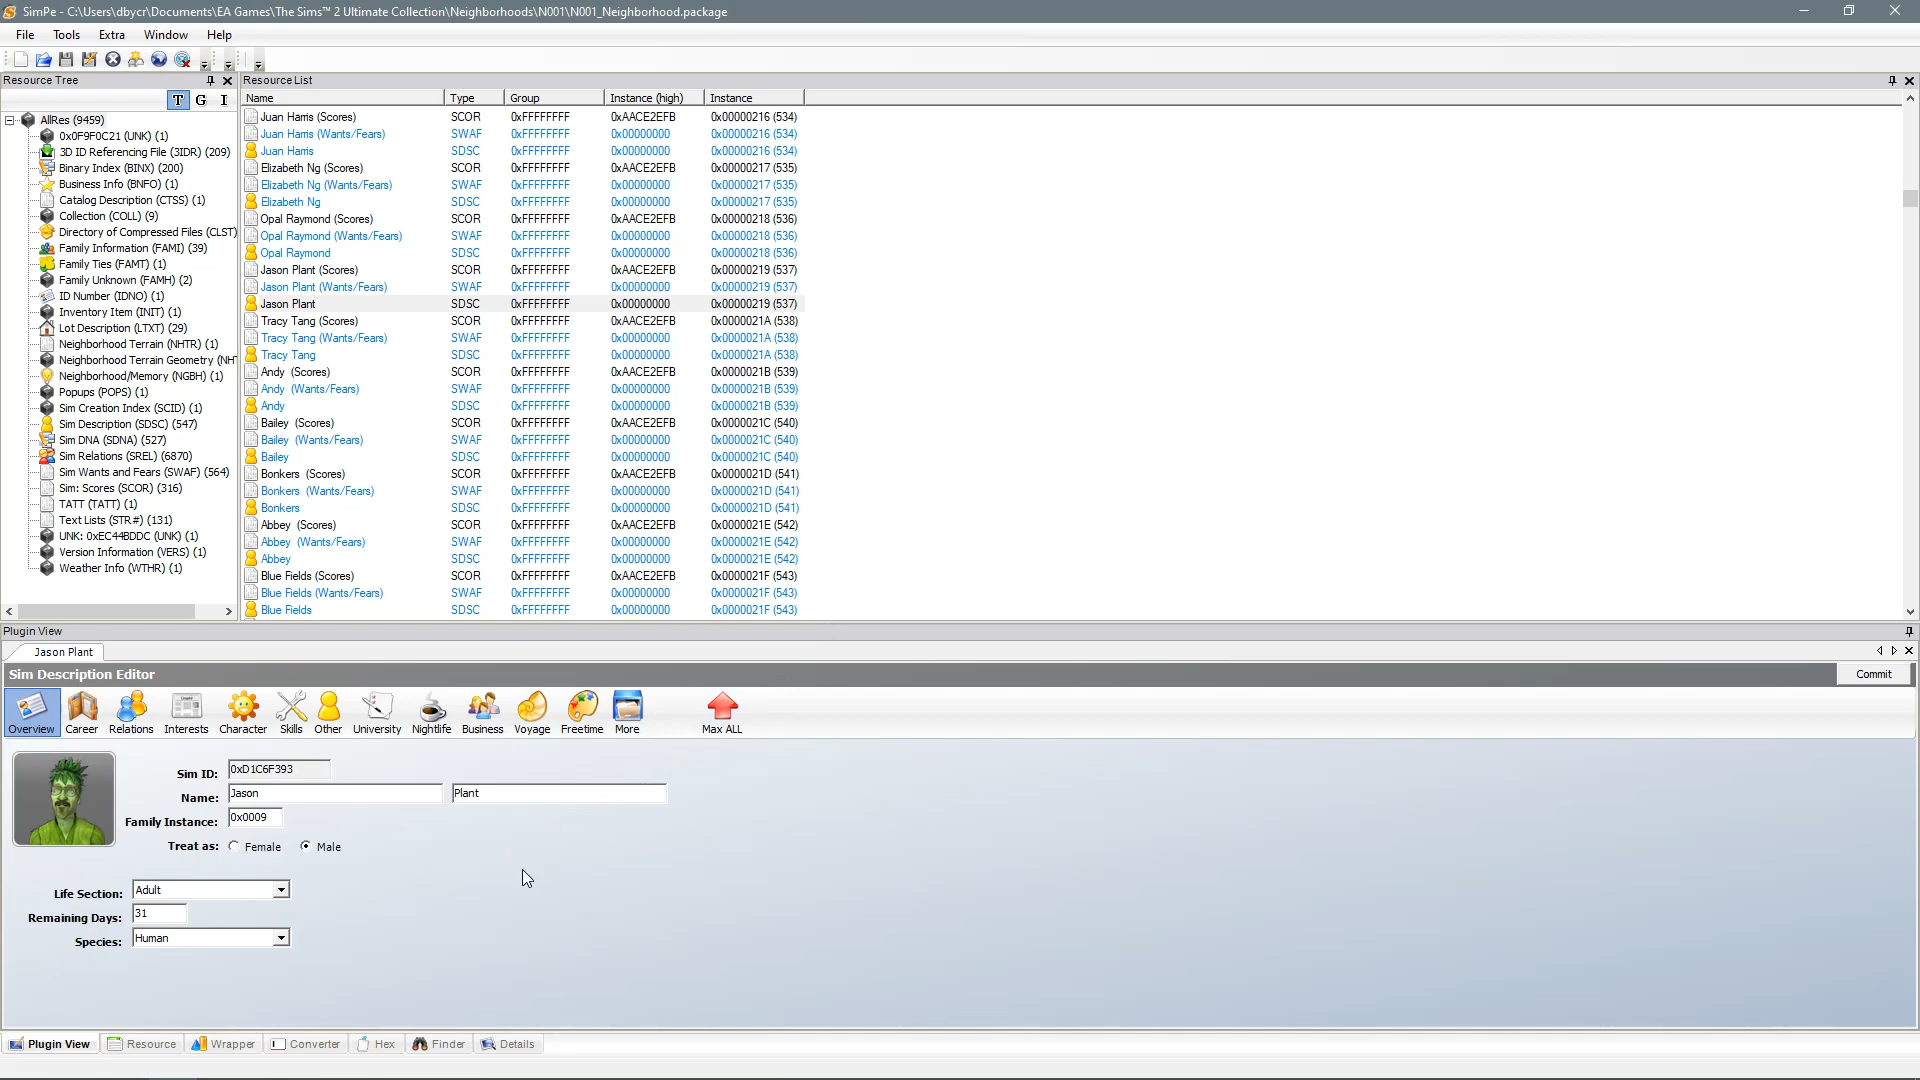 SimPe - C:\Users\dbycr\Documents\EA Games\The Sims™ 2 Ultimate Collection\Neighborhoods\N001\N001_Neighborhood.package
File Tools Extra Window Help
Resource Tree
T G I
AllRes (9459)
0x0F9F0C21 (UNK) (1)
3D ID Referencing File (3IDR) (209)
Binary Index (BINX) (200)
Business Info (BNFO) (1)
Catalog Description (CTSS) (1)
Collection (COLL) (9)
Directory of Compressed Files (CLST)
Family Information (FAMI) (39)
Family Ties (FAMT) (1)
Family Unknown (FAMH) (2)
ID Number (IDNO) (1)
Inventory Item (INIT) (1)
Lot Description (LTXT) (29)
Neighborhood Terrain (NHTR) (1)
Neighborhood Terrain Geometry (NHT
Neighborhood/Memory (NGBH) (1)
Popups (POPS) (1)
Sim Creation Index (SCID) (1)
Sim Description (SDSC) (547)
Sim DNA (SDNA) (527)
Sim Relations (SREL) (6870)
Sim Wants and Fears (SWAF) (564)
Sim: Scores (SCOR) (316)
TATT (TATT) (1)
Text Lists (STR#) (131)
UNK: 0xEC44BDDC (UNK) (1)
Version Information (VERS) (1)
Weather Info (WTHR) (1)
Resource List
Name Type Group Instance (high) Instance
Juan Harris (Scores) SCOR 0xFFFFFFFF 0xAACE2EFB 0x00000216 (534)
Juan Harris (Wants/Fears) SWAF 0xFFFFFFFF 0x00000000 0x00000216 (534)
Juan Harris SDSC 0xFFFFFFFF 0x00000000 0x00000216 (534)
Elizabeth Ng (Scores) SCOR 0xFFFFFFFF 0xAACE2EFB 0x00000217 (535)
Elizabeth Ng (Wants/Fears) SWAF 0xFFFFFFFF 0x00000000 0x00000217 (535)
Elizabeth Ng SDSC 0xFFFFFFFF 0x00000000 0x00000217 (535)
Opal Raymond (Scores) SCOR 0xFFFFFFFF 0xAACE2EFB 0x00000218 (536)
Opal Raymond (Wants/Fears) SWAF 0xFFFFFFFF 0x00000000 0x00000218 (536)
Opal Raymond SDSC 0xFFFFFFFF 0x00000000 0x00000218 (536)
Jason Plant (Scores) SCOR 0xFFFFFFFF 0xAACE2EFB 0x00000219 (537)
Jason Plant (Wants/Fears) SWAF 0xFFFFFFFF 0x00000000 0x00000219 (537)
Jason Plant SDSC 0xFFFFFFFF 0x00000000 0x00000219 (537)
Tracy Tang (Scores) SCOR 0xFFFFFFFF 0xAACE2EFB 0x0000021A (538)
Tracy Tang (Wants/Fears) SWAF 0xFFFFFFFF 0x00000000 0x0000021A (538)
Tracy Tang SDSC 0xFFFFFFFF 0x00000000 0x0000021A (538)
Andy (Scores) SCOR 0xFFFFFFFF 0xAACE2EFB 0x0000021B (539)
Andy (Wants/Fears) SWAF 0xFFFFFFFF 0x00000000 0x0000021B (539)
Andy SDSC 0xFFFFFFFF 0x00000000 0x0000021B (539)
Bailey (Scores) SCOR 0xFFFFFFFF 0xAACE2EFB 0x0000021C (540)
Bailey (Wants/Fears) SWAF 0xFFFFFFFF 0x00000000 0x0000021C (540)
Bailey SDSC 0xFFFFFFFF 0x00000000 0x0000021C (540)
Bonkers (Scores) SCOR 0xFFFFFFFF 0xAACE2EFB 0x0000021D (541)
Bonkers (Wants/Fears) SWAF 0xFFFFFFFF 0x00000000 0x0000021D (541)
Bonkers SDSC 0xFFFFFFFF 0x00000000 0x0000021D (541)
Abbey (Scores) SCOR 0xFFFFFFFF 0xAACE2EFB 0x0000021E (542)
Abbey (Wants/Fears) SWAF 0xFFFFFFFF 0x00000000 0x0000021E (542)
Abbey SDSC 0xFFFFFFFF 0x00000000 0x0000021E (542)
Blue Fields (Scores) SCOR 0xFFFFFFFF 0xAACE2EFB 0x0000021F (543)
Blue Fields (Wants/Fears) SWAF 0xFFFFFFFF 0x00000000 0x0000021F (543)
Blue Fields SDSC 0xFFFFFFFF 0x00000000 0x0000021F (543)
Plugin View
Jason Plant
Sim Description Editor Commit
Overview Career Relations Interests Character Skills Other University Nightlife Business Voyage Freetime More Max ALL
Sim ID: 0xD1C6F393
Name: Jason Plant
Family Instance: 0x0009
Treat as: Female Male
Life Section: Adult
Remaining Days: 31
Species: Human
Plugin View Resource Wrapper Converter Hex Finder Details